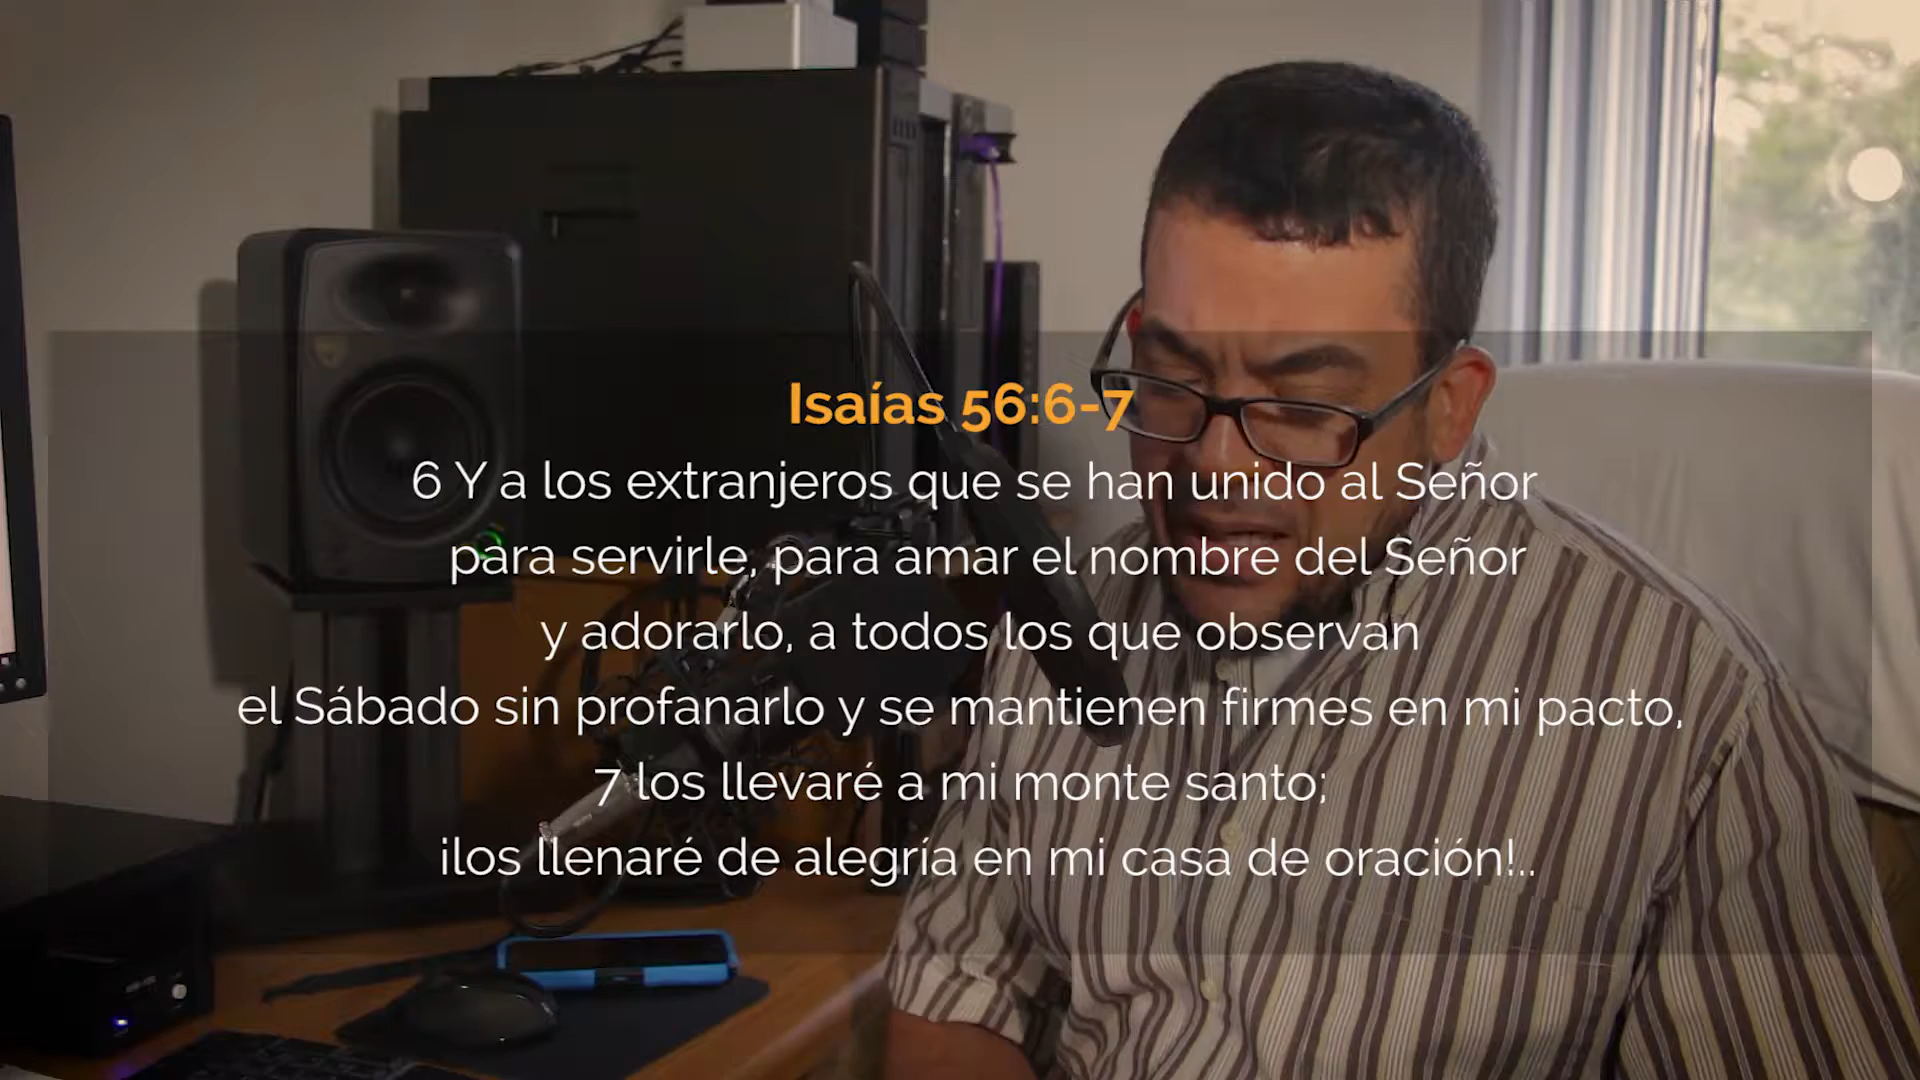 Isaías 56:6-7
6 Y a los extranjeros que se han unido al Señor
para servirle, para amar el nombre del Señor
y adorarlo, a todos los que observan
el Sábado sin profanarlo y se mantienen firmes en mi pacto,
7 los llevaré a mi monte santo;
¡los llenaré de alegría en mi casa de oración!..